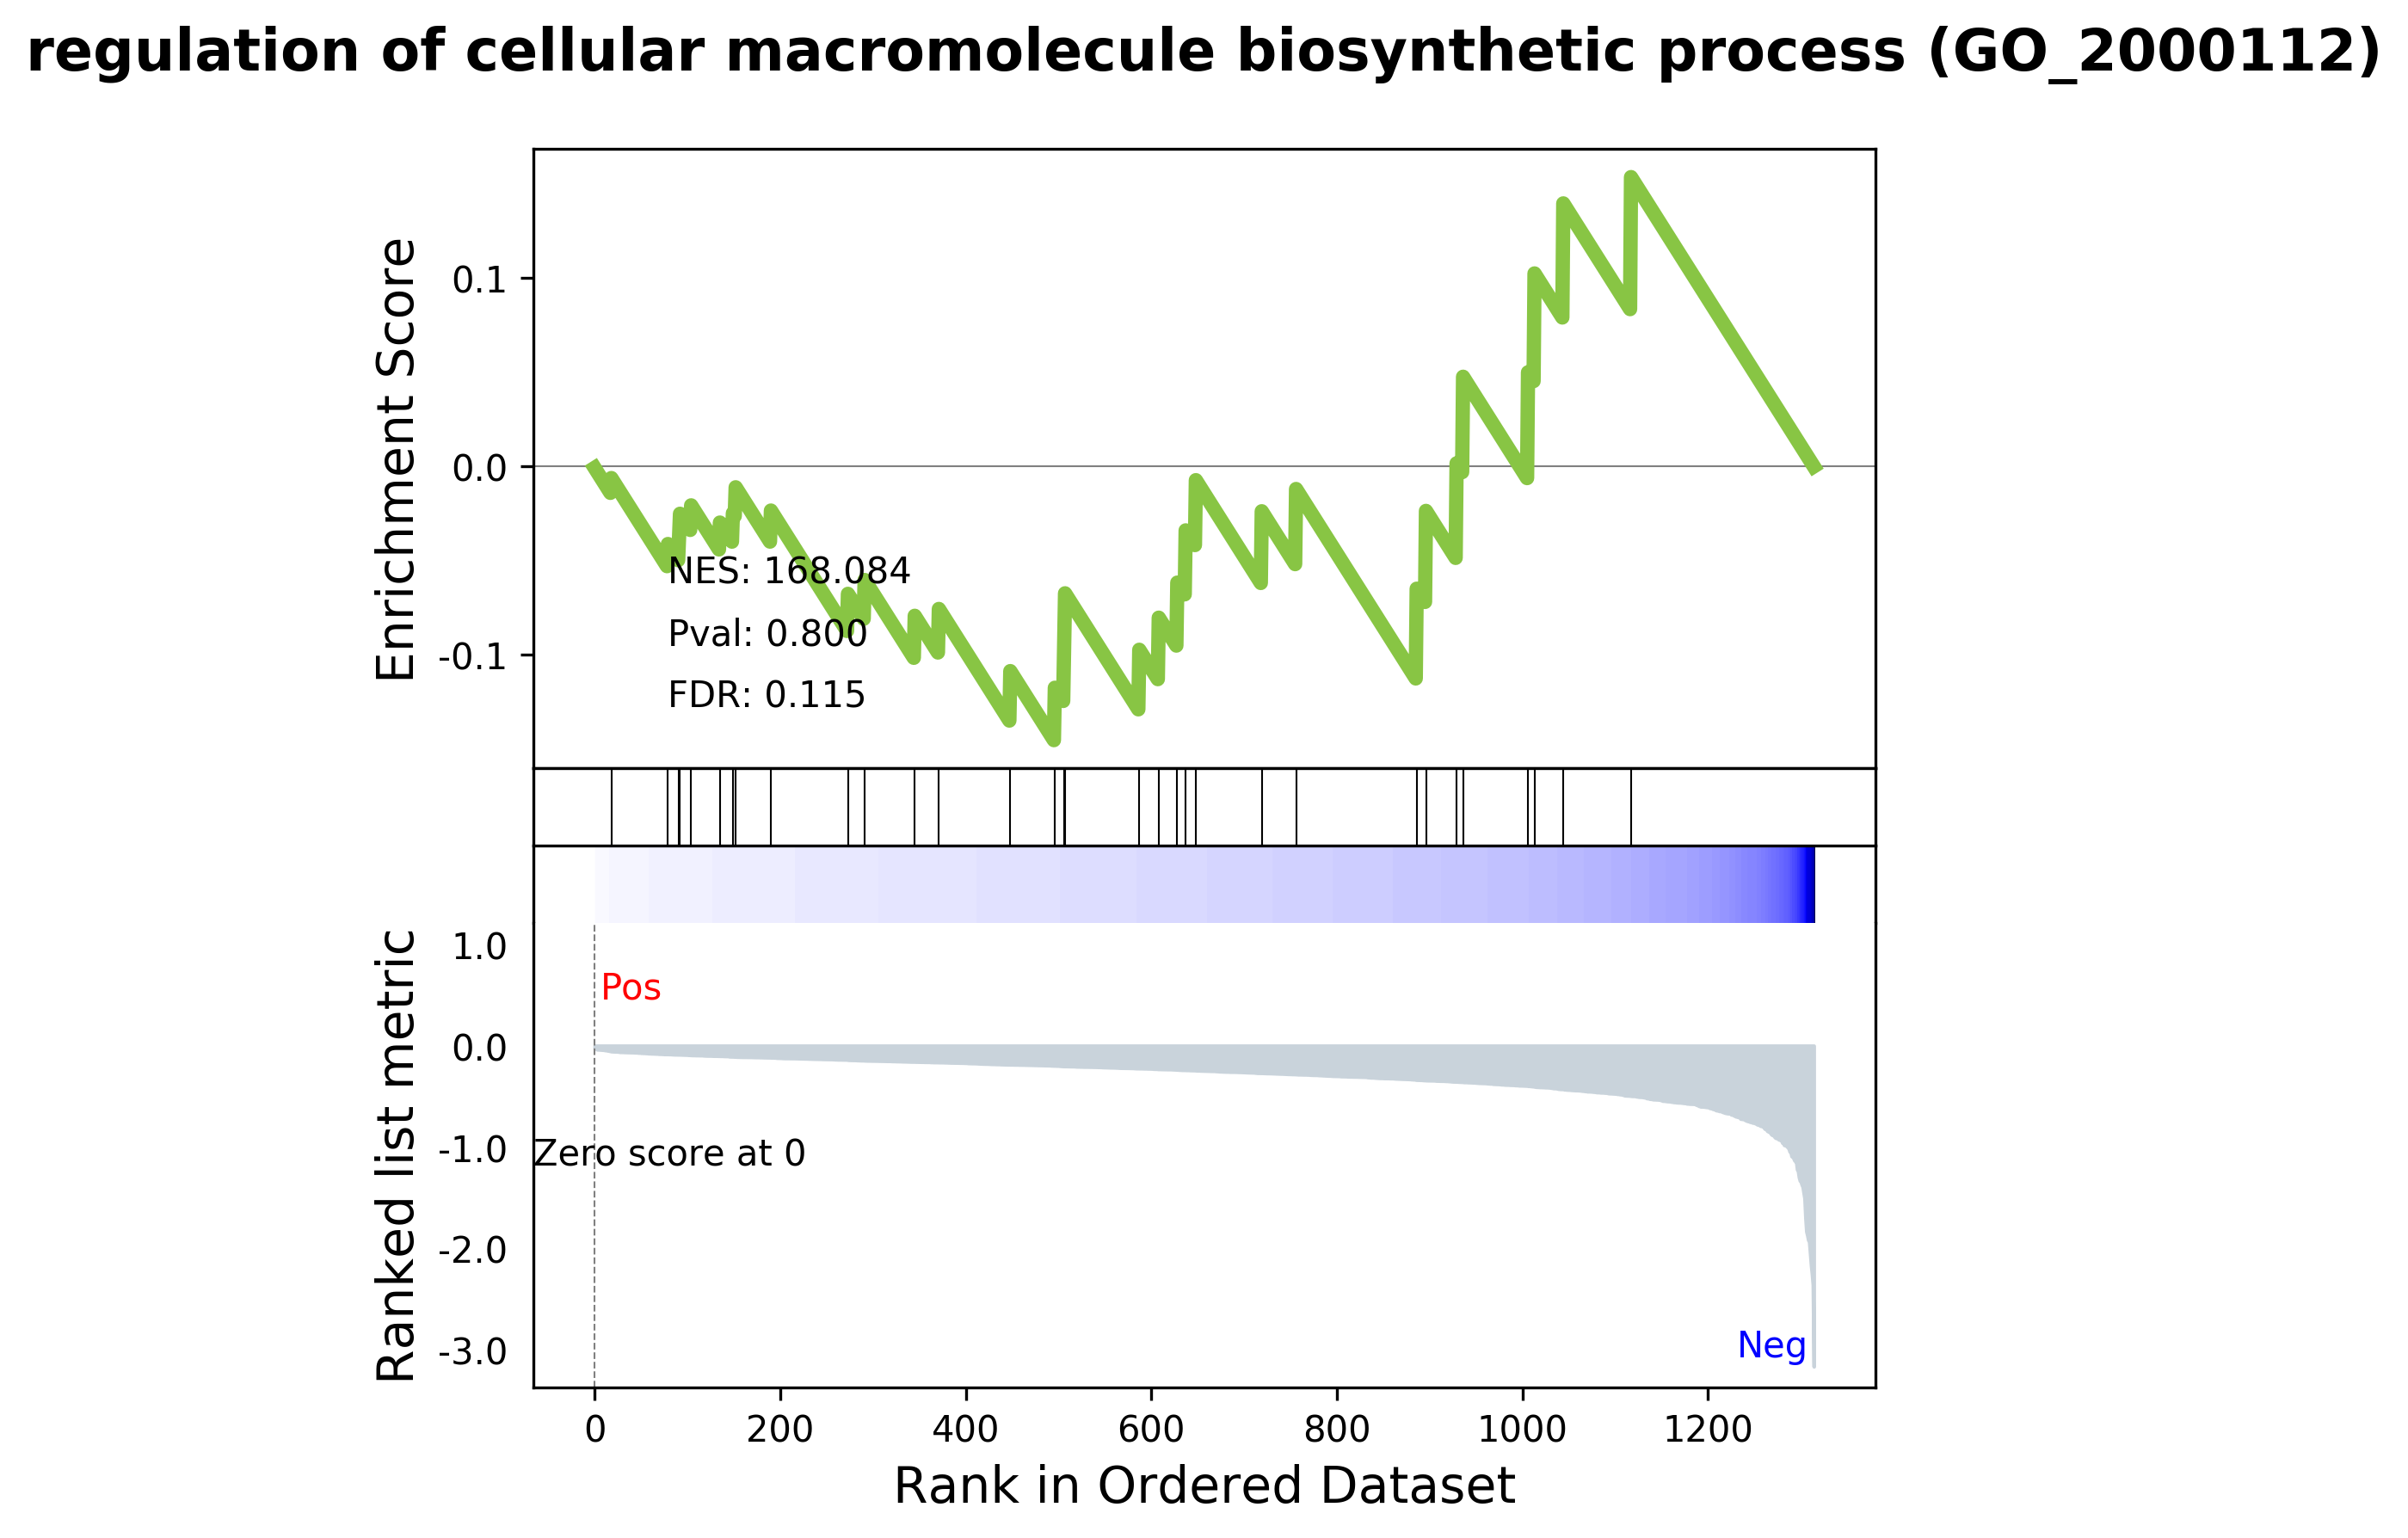 regulation of cellular macromolecule biosynthetic process (GO_2000112)
Enrichment Score
0.1
0.0
-0.1
NES: 168.084
Pval: 0.800
FDR: 0.115
Ranked list metric
1.0
0.0
-1.0
-2.0
-3.0
Pos
Zero score at 0
Neg
0 200 400 600 800 1000 1200
Rank in Ordered Dataset